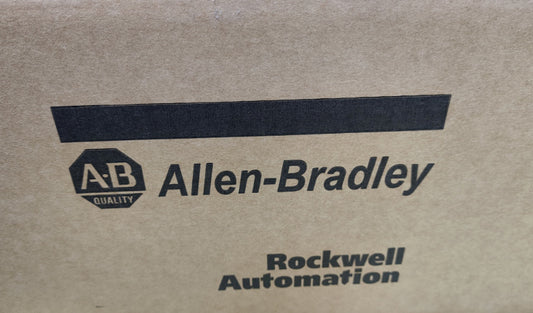 A·B
QUALITY
Allen-Bradley
Rockwell
Automation